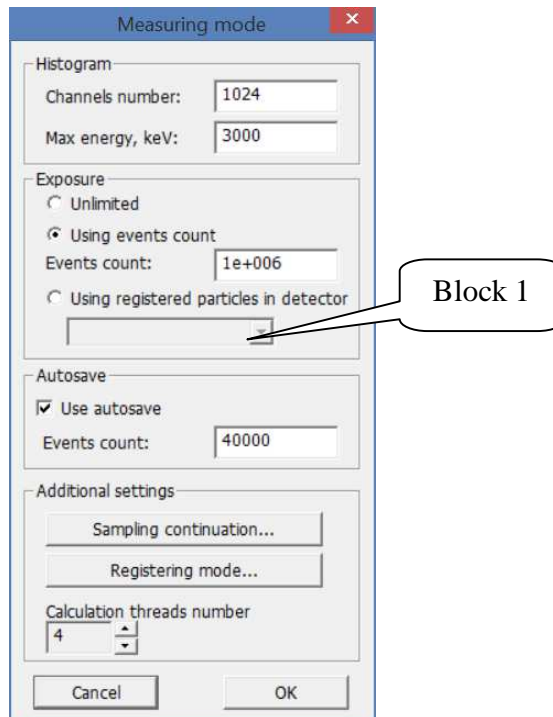 Measuring mode
Histogram
Channels number: 1024
Max energy, keV: 3000
Exposure
Unlimited
Using events count
Events count: 1e+006
Using registered particles in detector
Block 1
Autosave
Use autosave
Events count: 40000
Additional settings
Sampling continuation...
Registering mode...
Calculation threads number
4
Cancel OK